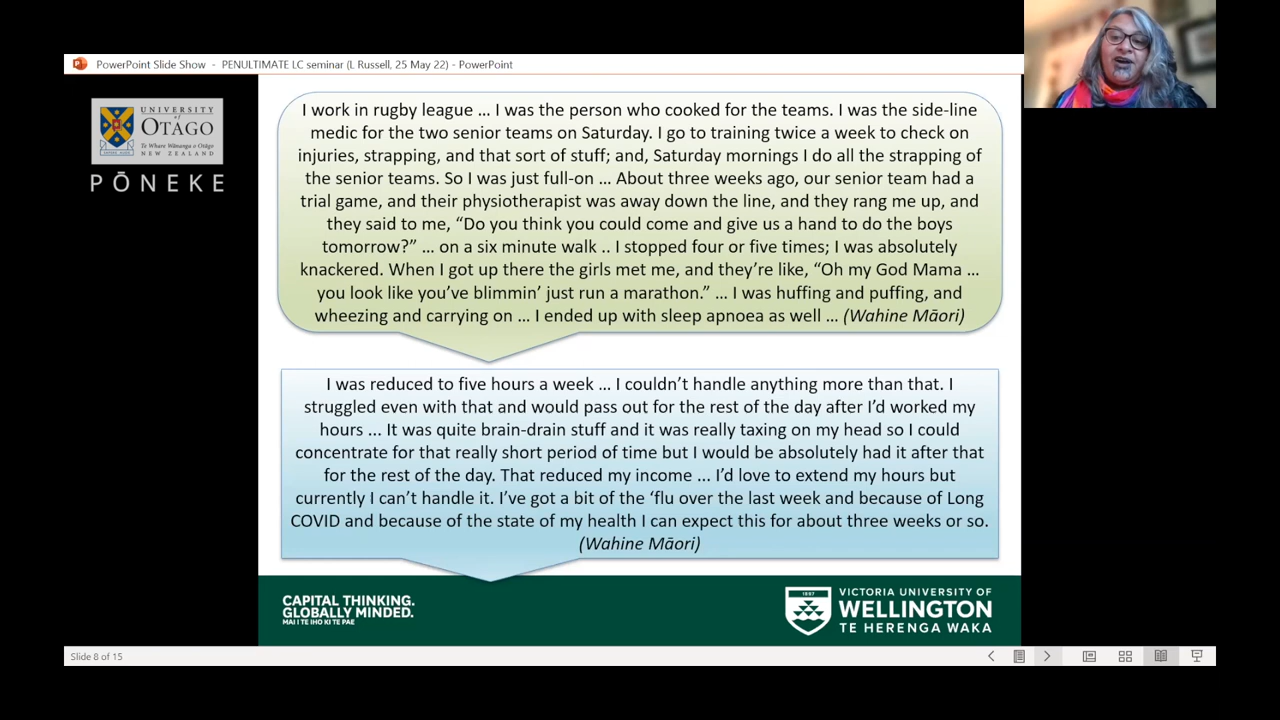 PowerPoint Slide Show - PENULTIMATE LC seminar (L Russell, 25 May 22) - PowerPoint
UNIVERSITY
of
OTAGO
Te Whare Wānanga o Otāgo
NEW ZEALAND
PŌNEKE
I work in rugby league … I was the person who cooked for the teams. I was the side-line
medic for the two senior teams on Saturday. I go to training twice a week to check on
injuries, strapping, and that sort of stuff; and, Saturday mornings I do all the strapping of
the senior teams. So I was just full-on … About three weeks ago, our senior team had a
trial game, and their physiotherapist was away down the line, and they rang me up, and
they said to me, “Do you think you could come and give us a hand to do the boys
tomorrow?” … on a six minute walk .. I stopped four or five times; I was absolutely
knackered. When I got up there the girls met me, and they’re like, “Oh my God Mama …
you look like you’ve blimmin’ just run a marathon.” … I was huffing and puffing, and
wheezing and carrying on … I ended up with sleep apnoea as well … (Wahine Māori)
I was reduced to five hours a week … I couldn’t handle anything more than that. I
struggled even with that and would pass out for the rest of the day after I’d worked my
hours ... It was quite brain-drain stuff and it was really taxing on my head so I could
concentrate for that really short period of time but I would be absolutely had it after that
for the rest of the day. That reduced my income ... I’d love to extend my hours but
currently I can’t handle it. I’ve got a bit of the ‘flu over the last week and because of Long
COVID and because of the state of my health I can expect this for about three weeks or so.
(Wahine Māori)
CAPITAL THINKING.
GLOBALLY MINDED.
MAI I TE IHO KI TE PAE
1897
VICTORIA UNIVERSITY OF
WELLINGTON
TE HERENGA WAKA
Slide 8 of 15